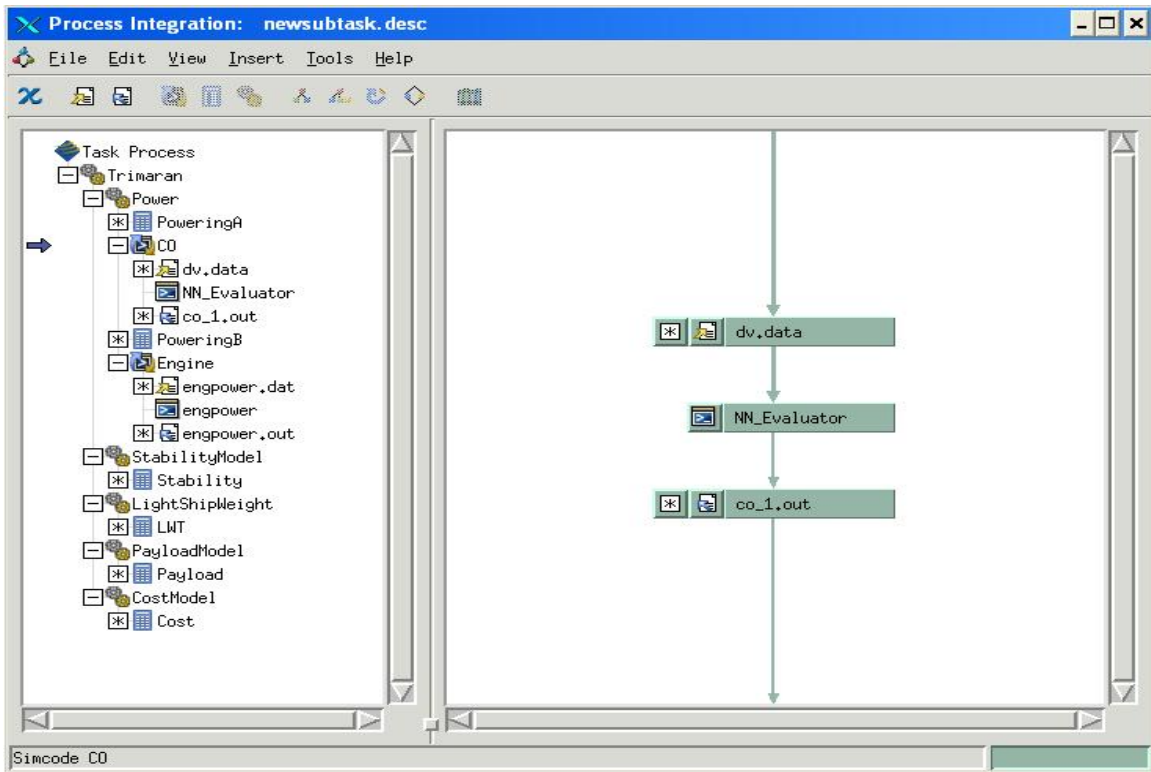 Process Integration: newsubtask.desc
File Edit View Insert Tools Help
Task Process
Trimaran
Power
PoweringA
CO
dv.data
NN_Evaluator
co_1.out
PoweringB
Engine
engpower.dat
engpower
engpower.out
StabilityModel
Stability
LightShipWeight
LWT
PayloadModel
Payload
CostModel
Cost
dv.data
NN_Evaluator
co_1.out
Simcode CO